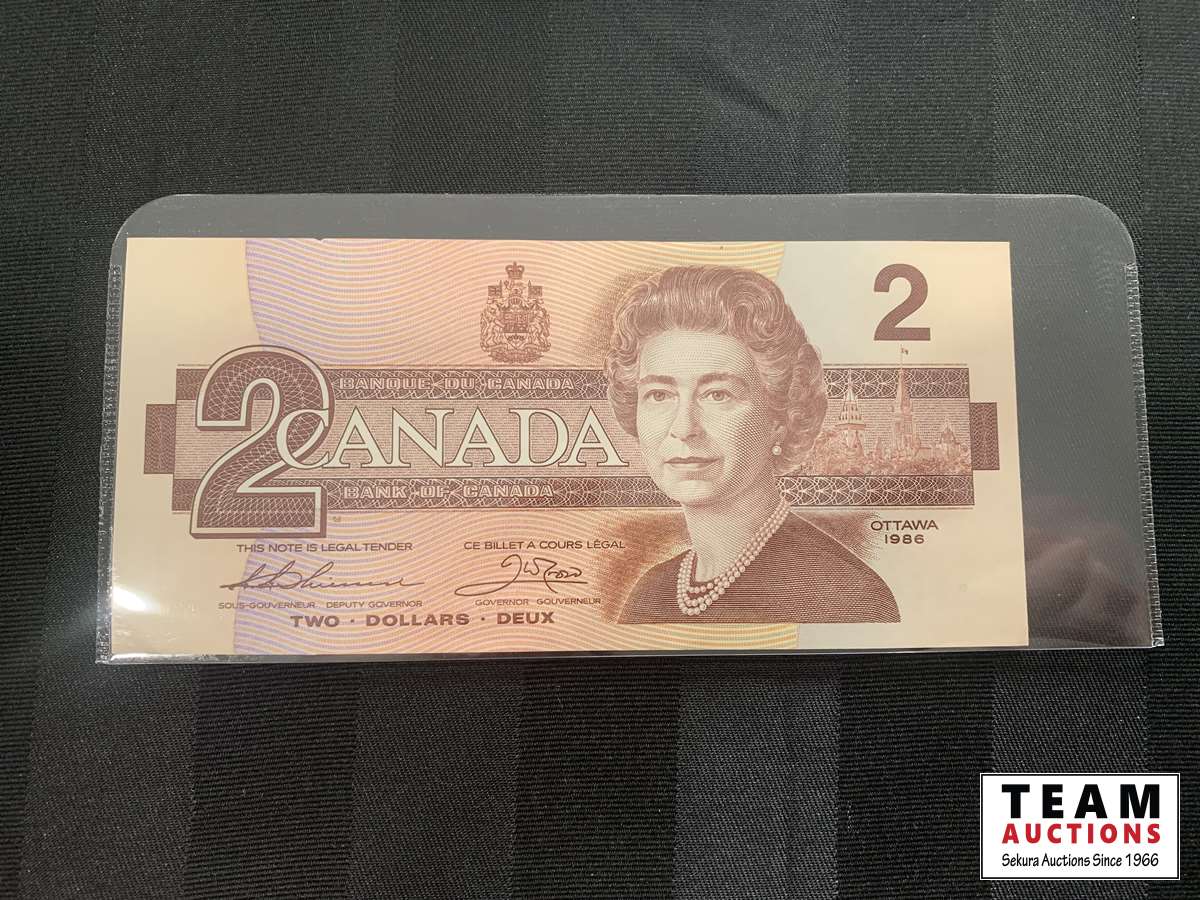 2
BANQUE DU CANADA
2 CANADA
BANK OF CANADA
THIS NOTE IS LEGAL TENDER CE BILLET A COURS LÉGAL
SOUS-GOUVERNEUR DEPUTY GOVERNOR GOVERNOR GOUVERNEUR
TWO · DOLLARS · DEUX
OTTAWA
1986
TEAM
AUCTIONS
Sekura Auctions Since 1966